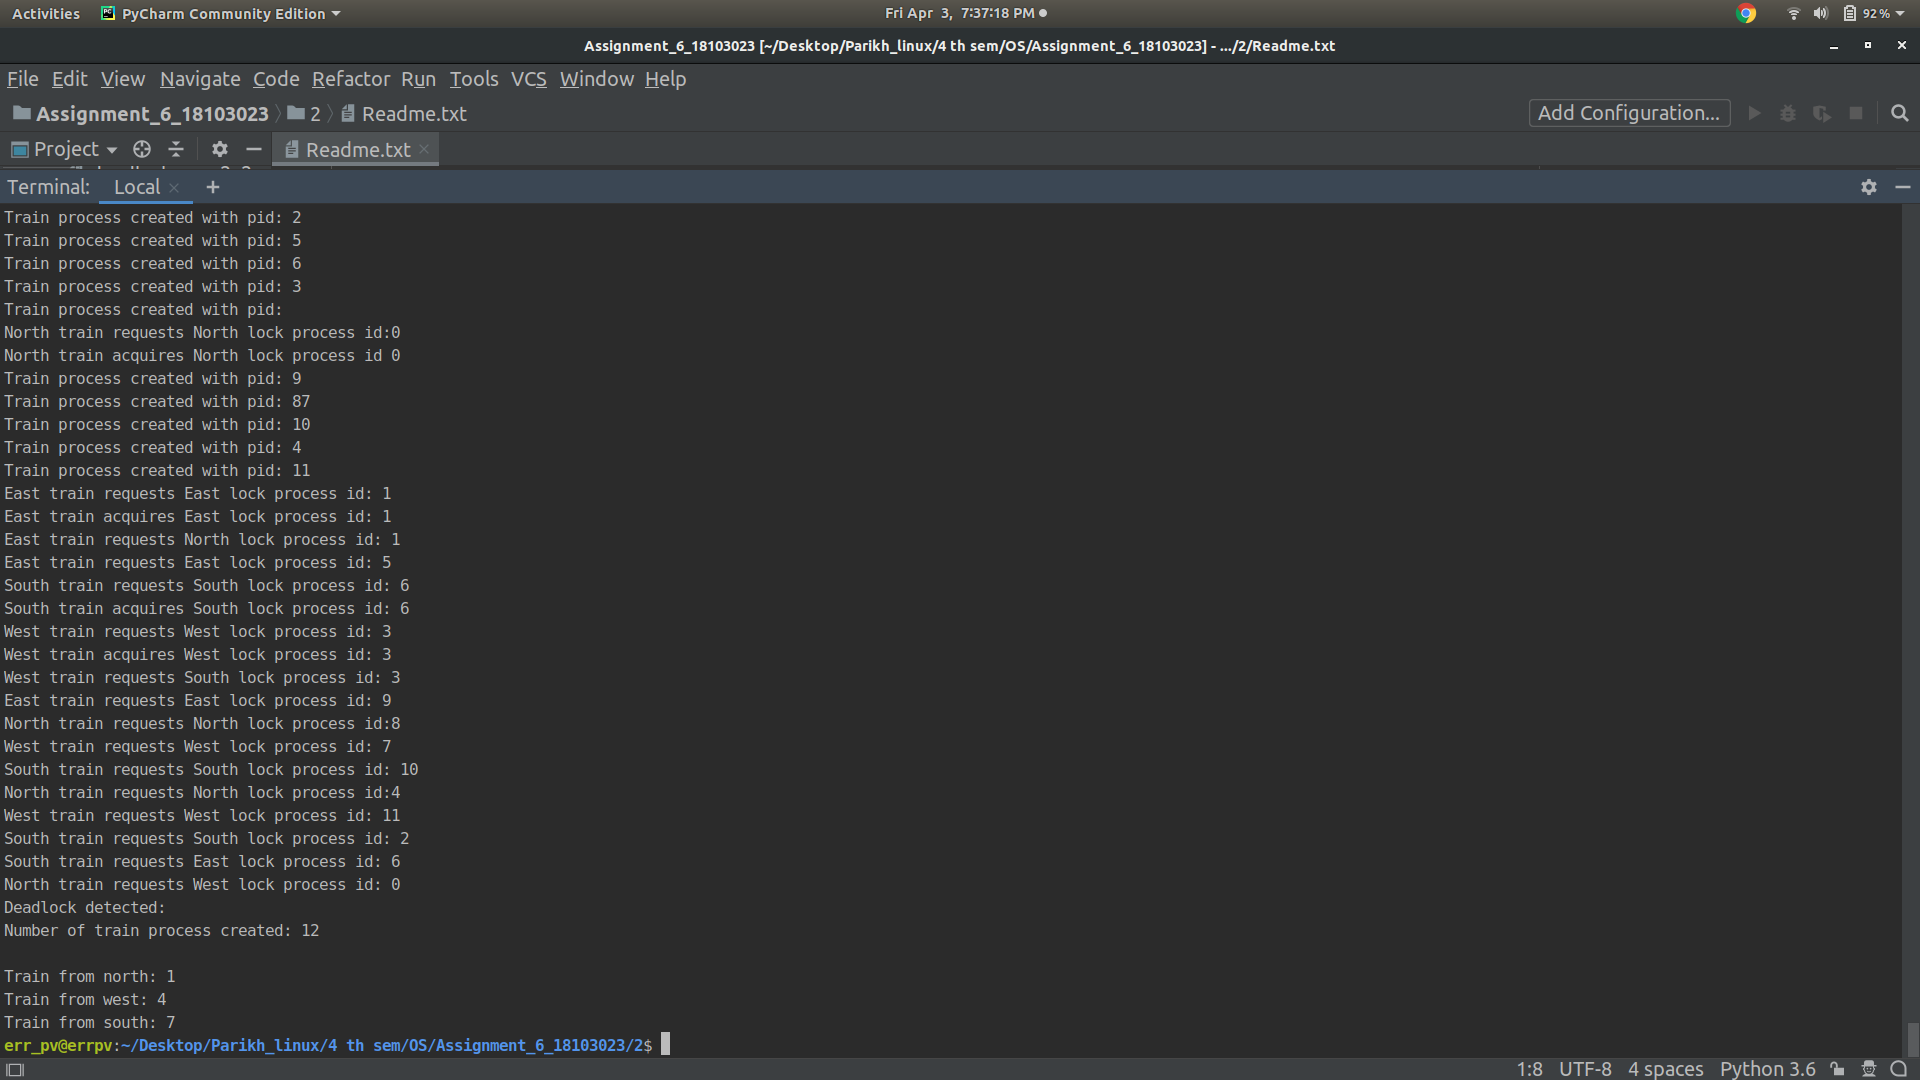 Activities PyCharm Community Edition Fri Apr 3, 7:37:18 PM 92%
Assignment_6_18103023 [~/Desktop/Parikh_linux/4 th sem/OS/Assignment_6_18103023] - .../2/Readme.txt
File Edit View Navigate Code Refactor Run Tools VCS Window Help
Assignment_6_18103023 2 Readme.txt Add Configuration...
Project Readme.txt
Terminal: Local
Train process created with pid: 2
Train process created with pid: 5
Train process created with pid: 6
Train process created with pid: 3
Train process created with pid:
North train requests North lock process id:0
North train acquires North lock process id 0
Train process created with pid: 9
Train process created with pid: 87
Train process created with pid: 10
Train process created with pid: 4
Train process created with pid: 11
East train requests East lock process id: 1
East train acquires East lock process id: 1
East train requests North lock process id: 1
East train requests East lock process id: 5
South train requests South lock process id: 6
South train acquires South lock process id: 6
West train requests West lock process id: 3
West train acquires West lock process id: 3
West train requests South lock process id: 3
East train requests East lock process id: 9
North train requests North lock process id:8
West train requests West lock process id: 7
South train requests South lock process id: 10
North train requests North lock process id:4
West train requests West lock process id: 11
South train requests South lock process id: 2
South train requests East lock process id: 6
North train requests West lock process id: 0
Deadlock detected:
Number of train process created: 12
Train from north: 1
Train from west: 4
Train from south: 7
err_pv@errpv:~/Desktop/Parikh_linux/4 th sem/OS/Assignment_6_18103023/2$
1:8 UTF-8 4 spaces Python 3.6